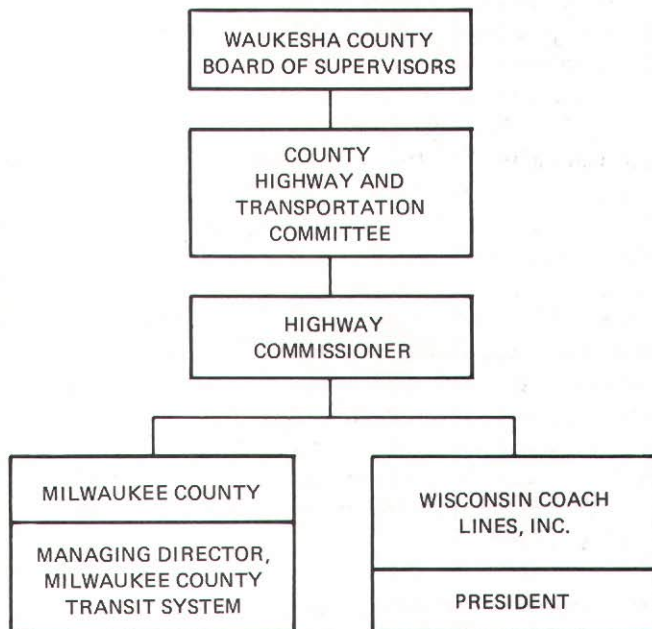 WAUKESHA COUNTY
BOARD OF SUPERVISORS
COUNTY
HIGHWAY AND
TRANSPORTATION
COMMITTEE
HIGHWAY
COMMISSIONER
MILWAUKEE COUNTY
MANAGING DIRECTOR,
MILWAUKEE COUNTY
TRANSIT SYSTEM
WISCONSIN COACH
LINES, INC.
PRESIDENT